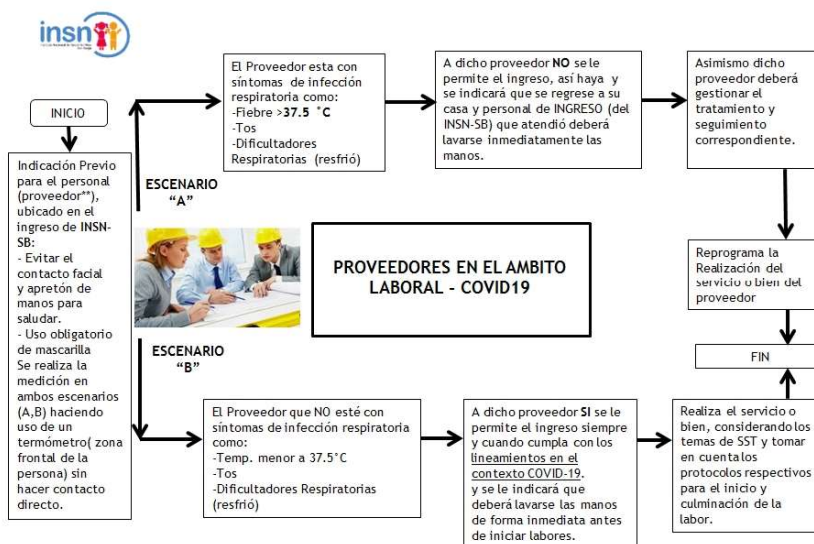 insn
INICIO
Indicación Previo
para el personal
(proveedor**),
ubicado en el
ingreso de INSN-
SB:
- Evitar el
contacto facial
y apretón de
manos para
saludar.
- Uso obligatorio
de mascarilla
Se realiza la
medición en
ambos escenarios
(A,B) haciendo
uso de un
termómetro( zona
frontal de la
persona) sin
hacer contacto
directo.
ESCENARIO
“A”
El Proveedor esta con
síntomas de infección
respiratoria como:
-Fiebre >37.5 ˚C
-Tos
-Dificultadores
Respiratorias (resfrió)
A dicho proveedor NO se le
permite el ingreso, así haya y
se indicará que se regrese a su
casa y personal de INGRESO (del
INSN-SB) que atendió deberá
lavarse inmediatamente las
manos.
Asimismo dicho
proveedor deberá
gestionar el
tratamiento y
seguimiento
correspondiente.
Reprograma la
Realización del
servicio o bien del
proveedor
PROVEEDORES EN EL AMBITO
LABORAL - COVID19
FIN
ESCENARIO
“B”
El Proveedor que NO esté con
síntomas de infección respiratoria
como:
-Temp. menor a 37.5˚C
-Tos
-Dificultadores Respiratorias
(resfrió)
A dicho proveedor SI se le
permite el ingreso siempre
y cuando cumpla con los
lineamientos en el
contexto COVID-19.
y se le indicará que
deberá lavarse las manos
de forma inmediata antes
de iniciar labores.
Realiza el servicio o
bien, considerando los
temas de SST y tomar
en cuenta los
protocolos respectivos
para el inicio y
culminación de la
labor.